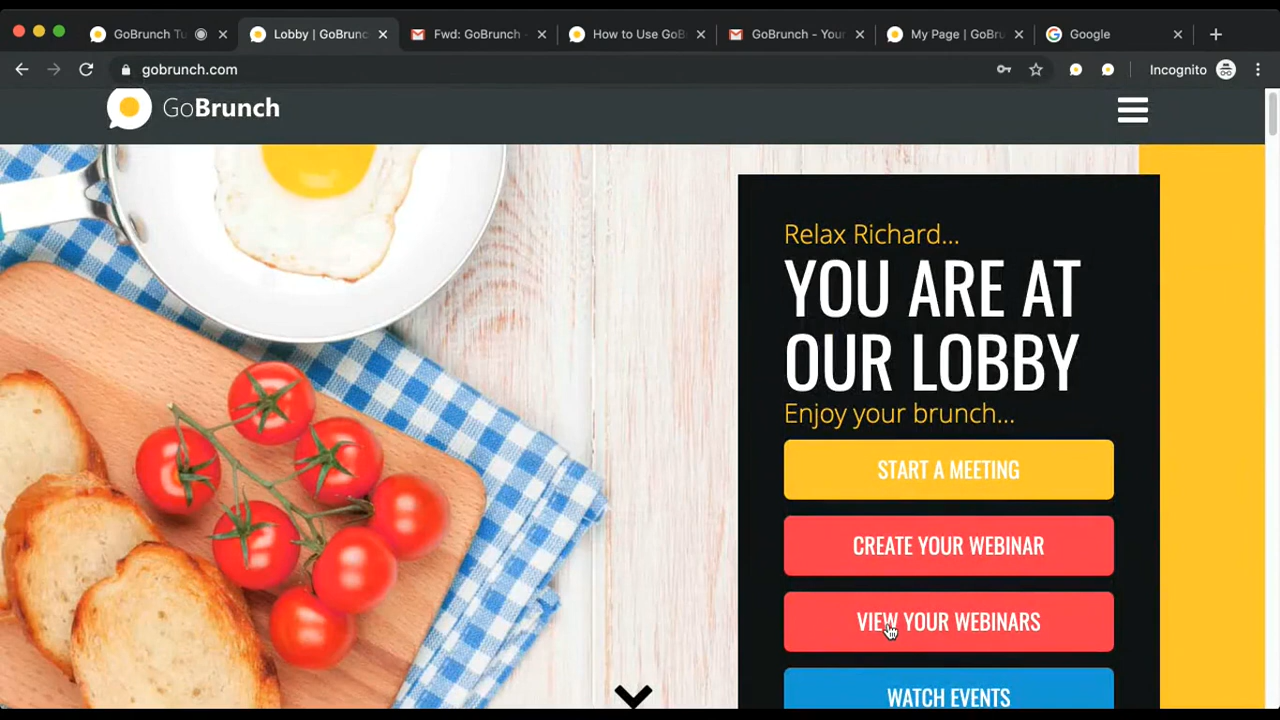 GoBrunch Tu
Lobby | GoBrunc
Fwd: GoBrunch -
How to Use GoB
GoBrunch - Your
My Page | GoBru
Google
gobrunch.com
Incognito
GoBrunch
Relax Richard...
YOU ARE AT
OUR LOBBY
Enjoy your brunch...
START A MEETING
CREATE YOUR WEBINAR
VIEW YOUR WEBINARS
WATCH EVENTS